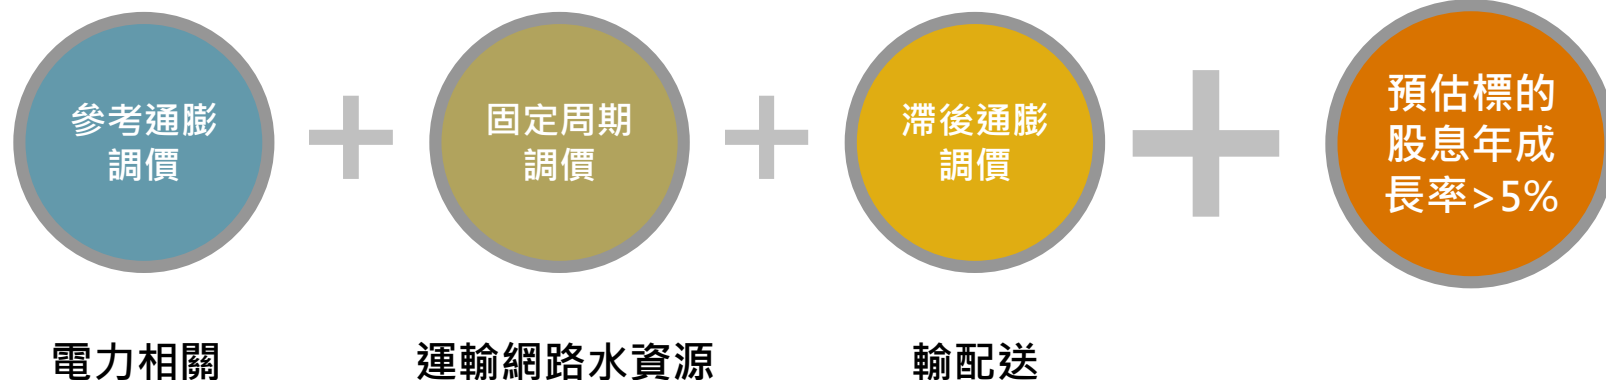 參考通膨
調價
固定周期
調價
滯後通膨
調價
預估標的
股息年成
長率>5%
電力相關
運輸網路水資源
輸配送